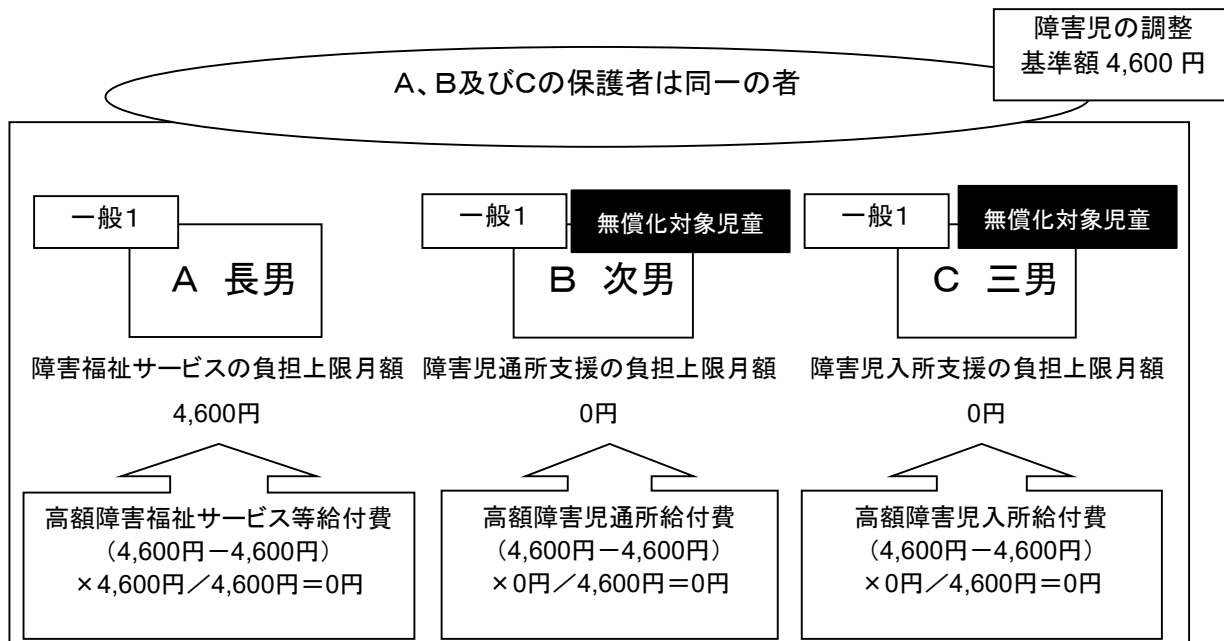 障害児の調整
基準額 4,600 円
A、B及びCの保護者は同一の者
一般1
A 長男
障害福祉サービスの負担上限月額
4,600円
高額障害福祉サービス等給付費
(4,600円-4,600円)
×4,600円/4,600円=0円
一般1
無償化対象児童
B 次男
障害児通所支援の負担上限月額
0円
高額障害児通所給付費
(4,600円-4,600円)
×0円/4,600円=0円
一般1
無償化対象児童
C 三男
障害児入所支援の負担上限月額
0円
高額障害児入所給付費
(4,600円-4,600円)
×0円/4,600円=0円